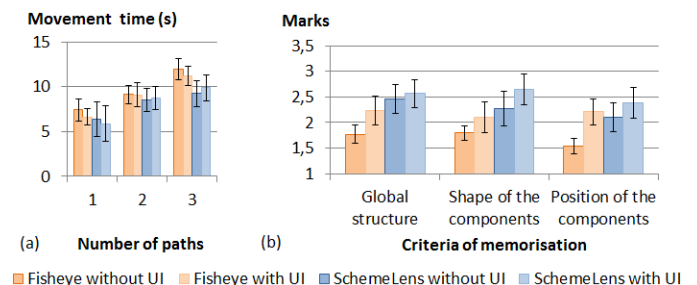 Movement time (s)
15
10
5
0
1 2 3
(a) Number of paths
Marks
3,5
3
2,5
2
1,5
1
Global structure
Shape of the components
Position of the components
(b) Criteria of memorisation
Fisheye without UI Fisheye with UI SchemeLens without UI SchemeLens with UI